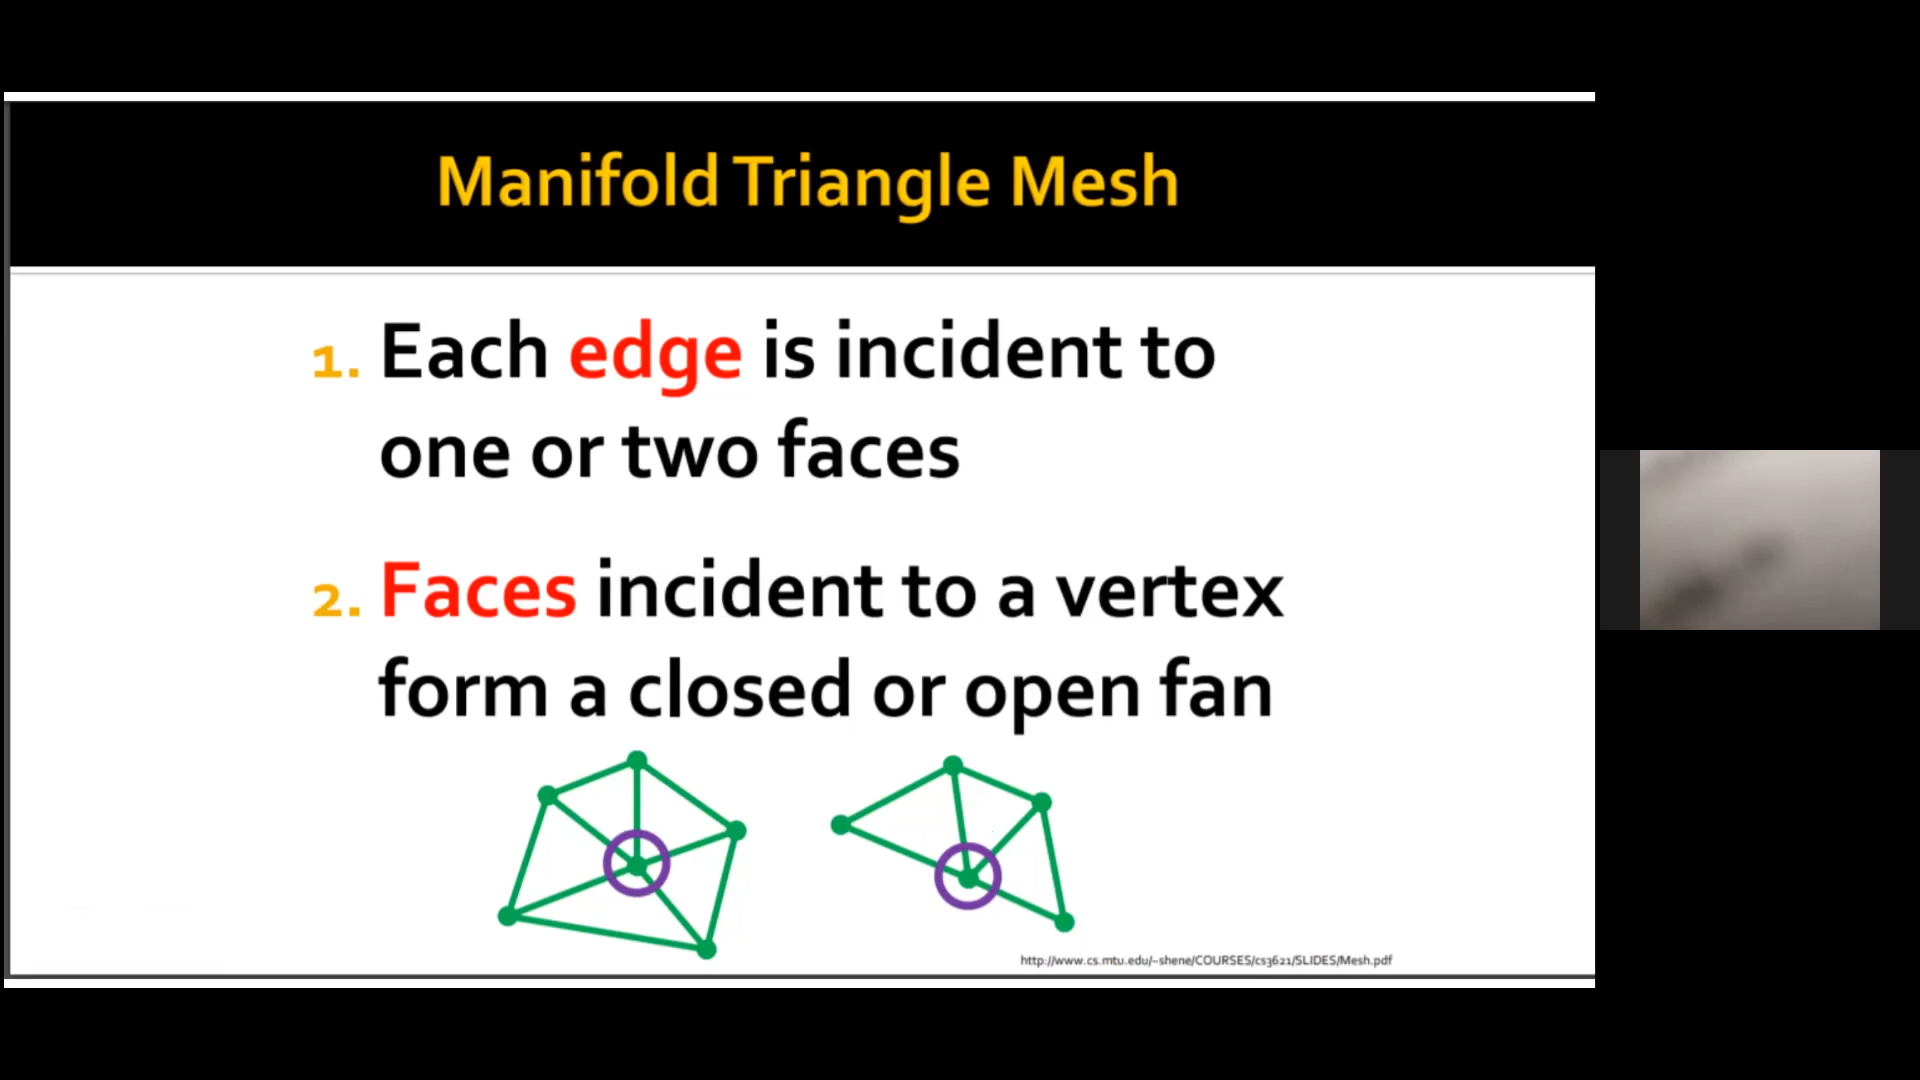 Manifold Triangle Mesh
1. Each edge is incident to
one or two faces
2. Faces incident to a vertex
form a closed or open fan
http://www.cs.mtu.edu/~shene/COURSES/cs3621/SLIDES/Mesh.pdf